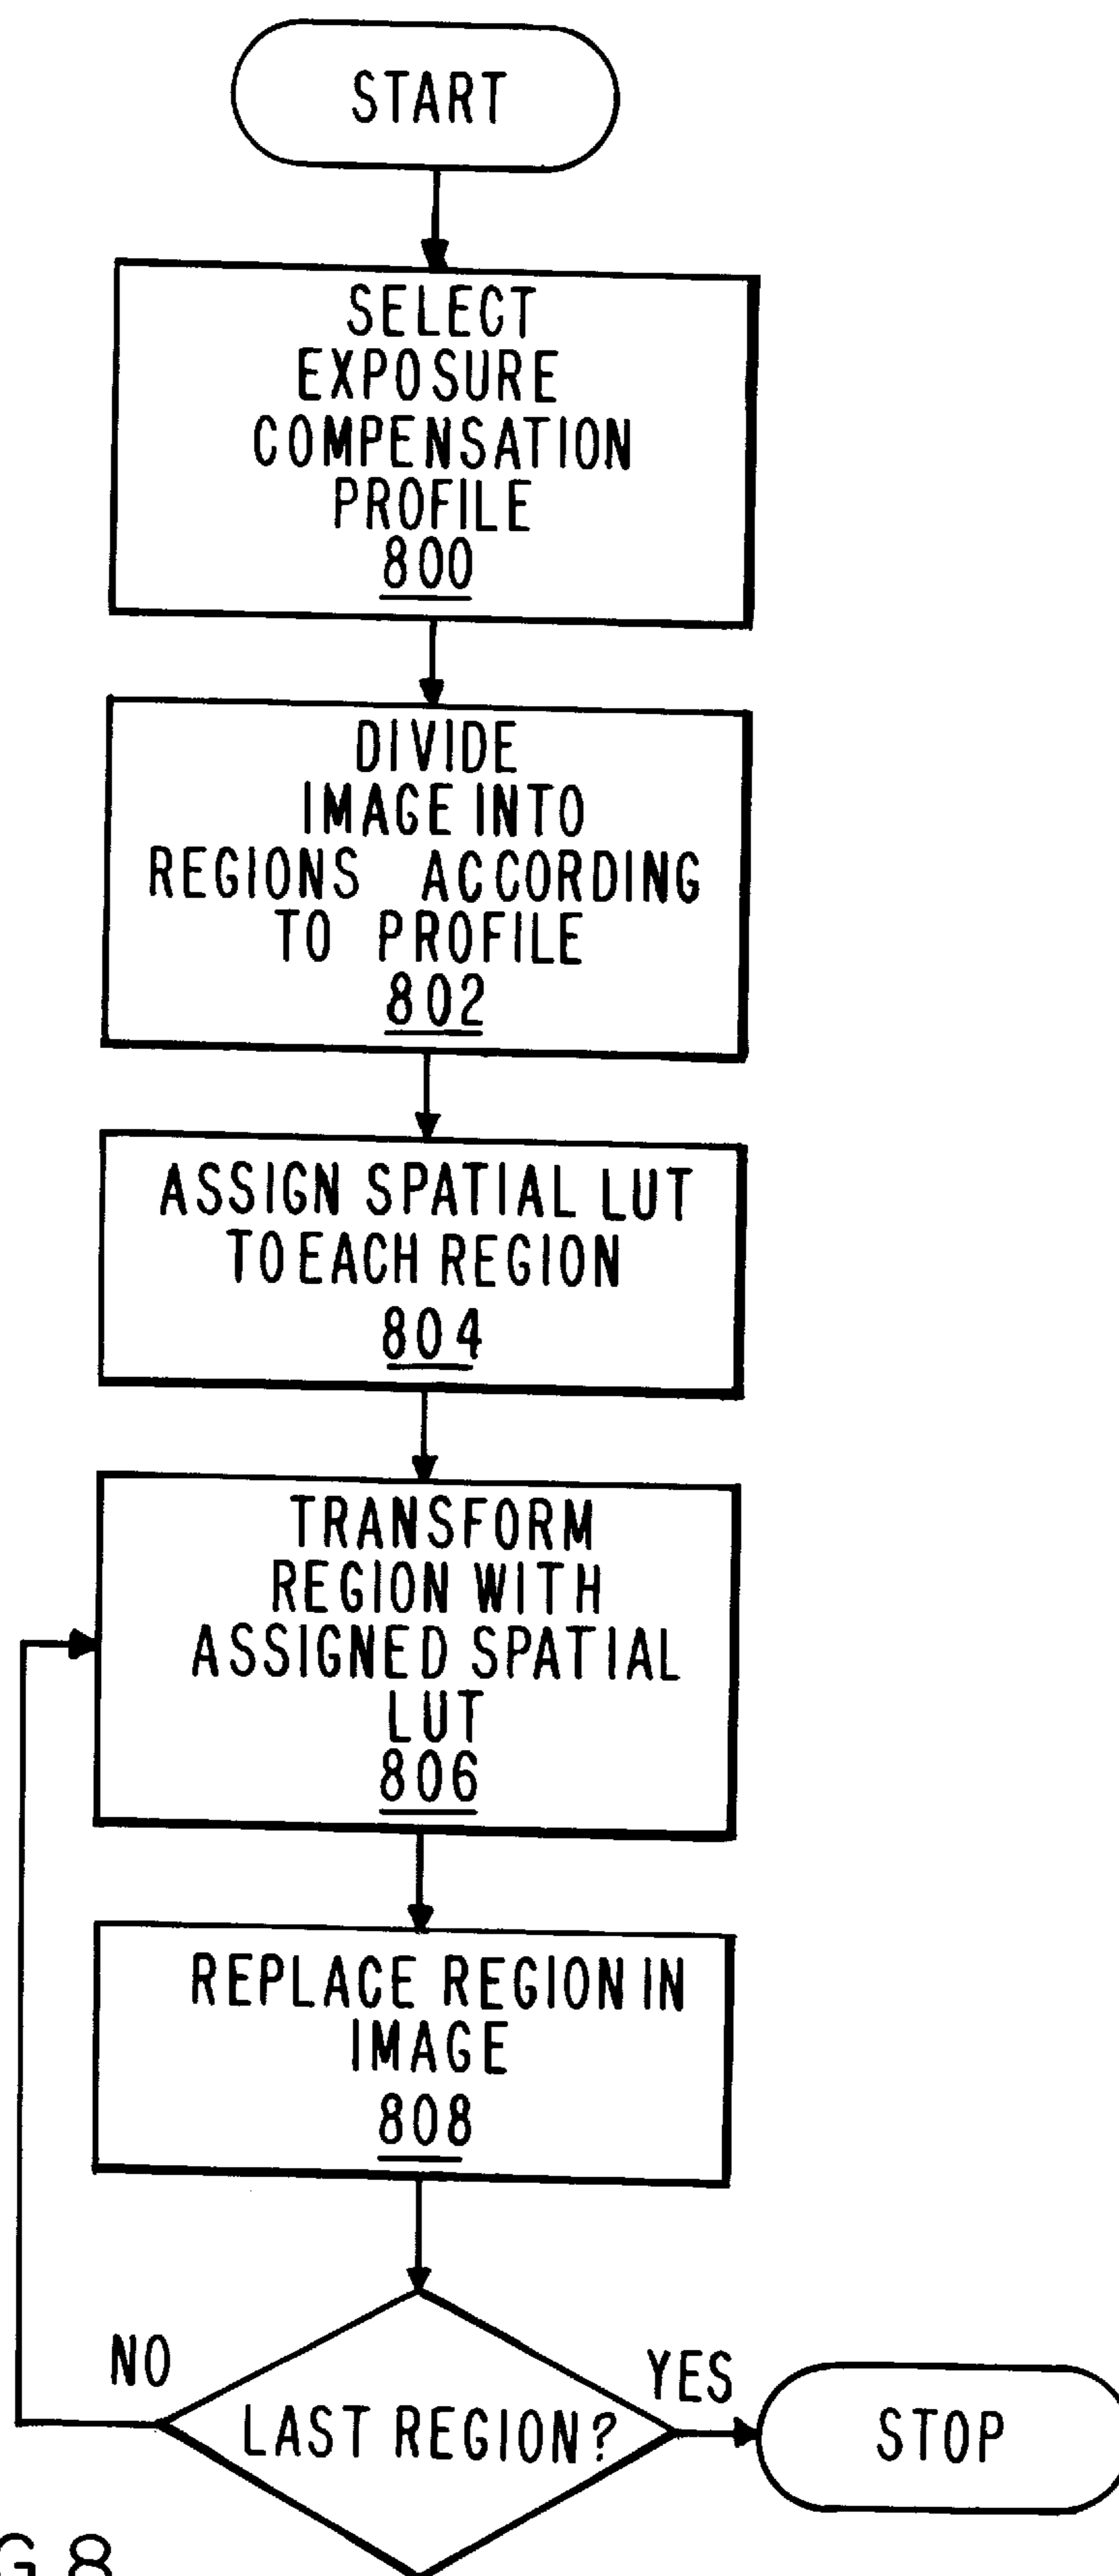 START
SELECT
EXPOSURE
COMPENSATION
PROFILE
800
DIVIDE
IMAGE INTO
REGIONS ACCORDING
TO PROFILE
802
ASSIGN SPATIAL LUT
TO EACH REGION
804
TRANSFORM
REGION WITH
ASSIGNED SPATIAL
LUT
806
REPLACE REGION IN
IMAGE
808
NO
YES
LAST REGION?
STOP
G.8